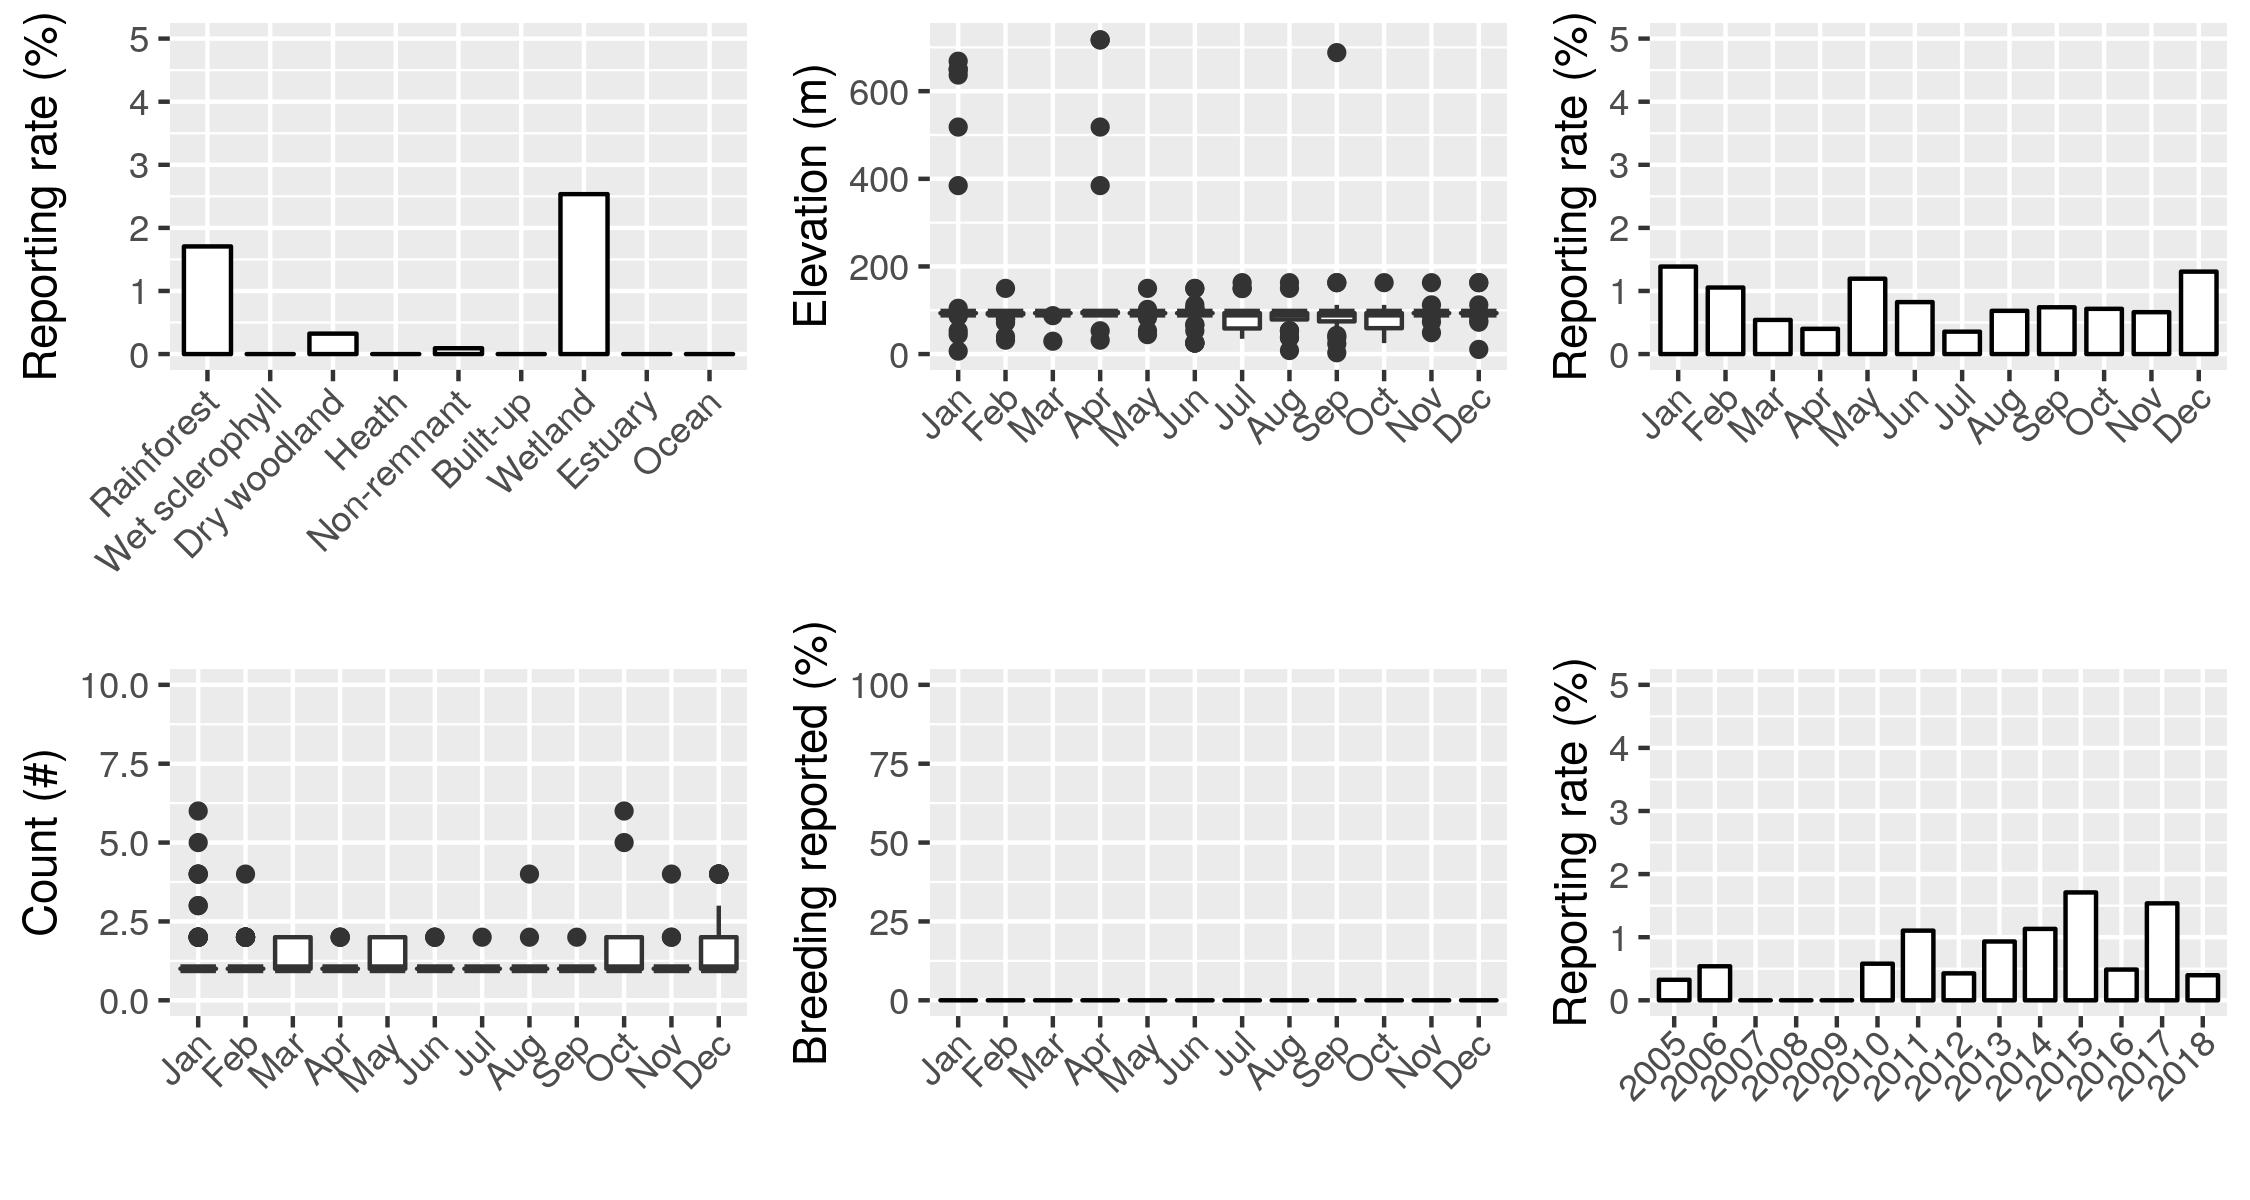 Reporting rate (%)
5
4
3
2
1
0
Rainforest
Wet sclerophyll
Dry woodland
Heath
Non-remnant
Built-up
Wetland
Estuary
Ocean
Elevation (m)
600
400
200
0
Jan
Feb
Mar
Apr
May
Jun
Jul
Aug
Sep
Oct
Nov
Dec
Reporting rate (%)
5
4
3
2
1
0
Jan
Feb
Mar
Apr
May
Jun
Jul
Aug
Sep
Oct
Nov
Dec
Count (#)
10.0
7.5
5.0
2.5
0.0
Jan
Feb
Mar
Apr
May
Jun
Jul
Aug
Sep
Oct
Nov
Dec
Breeding reported (%)
100
75
50
25
0
Jan
Feb
Mar
Apr
May
Jun
Jul
Aug
Sep
Oct
Nov
Dec
Reporting rate (%)
5
4
3
2
1
0
2005
2006
2007
2008
2009
2010
2011
2012
2013
2014
2015
2016
2017
2018